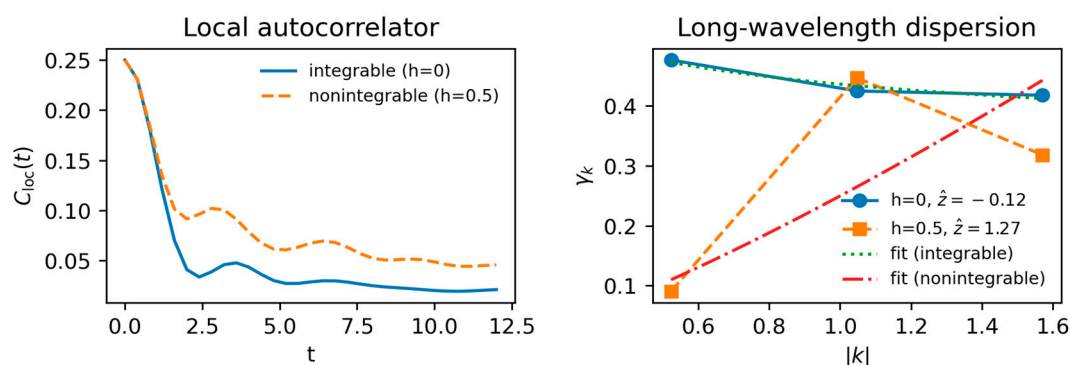 Local autocorrelator
0.25
0.20
0.15
0.10
0.05
C_loc(t)
integrable (h=0)
nonintegrable (h=0.5)
0.0 2.5 5.0 7.5 10.0 12.5
t
Long-wavelength dispersion
0.4
0.3
0.2
0.1
γ_k
h=0, ẑ = −0.12
h=0.5, ẑ = 1.27
fit (integrable)
fit (nonintegrable)
0.6 0.8 1.0 1.2 1.4 1.6
|k|